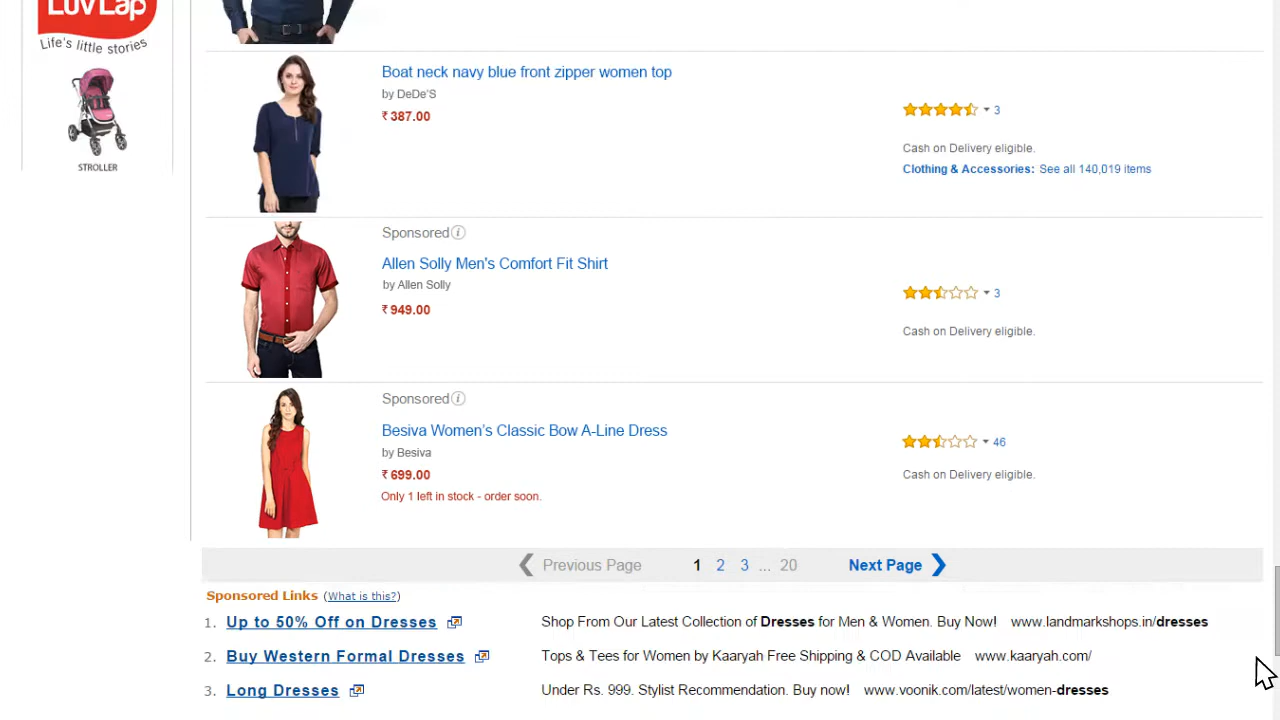 LuvLap
Life's little stories
STROLLER
Boat neck navy blue front zipper women top
by DeDe'S
₹ 387.00
3
Cash on Delivery eligible.
Clothing & Accessories: See all 140,019 items
Sponsored
Allen Solly Men's Comfort Fit Shirt
by Allen Solly
₹ 949.00
3
Cash on Delivery eligible.
Sponsored
Besiva Women's Classic Bow A-Line Dress
by Besiva
₹ 699.00
Only 1 left in stock - order soon.
46
Cash on Delivery eligible.
Previous Page 1 2 3 ... 20 Next Page
Sponsored Links (What is this?)
1. Up to 50% Off on Dresses Shop From Our Latest Collection of Dresses for Men & Women. Buy Now! www.landmarkshops.in/dresses
2. Buy Western Formal Dresses Tops & Tees for Women by Kaaryah Free Shipping & COD Available www.kaaryah.com/
3. Long Dresses Under Rs. 999. Stylist Recommendation. Buy now! www.voonik.com/latest/women-dresses